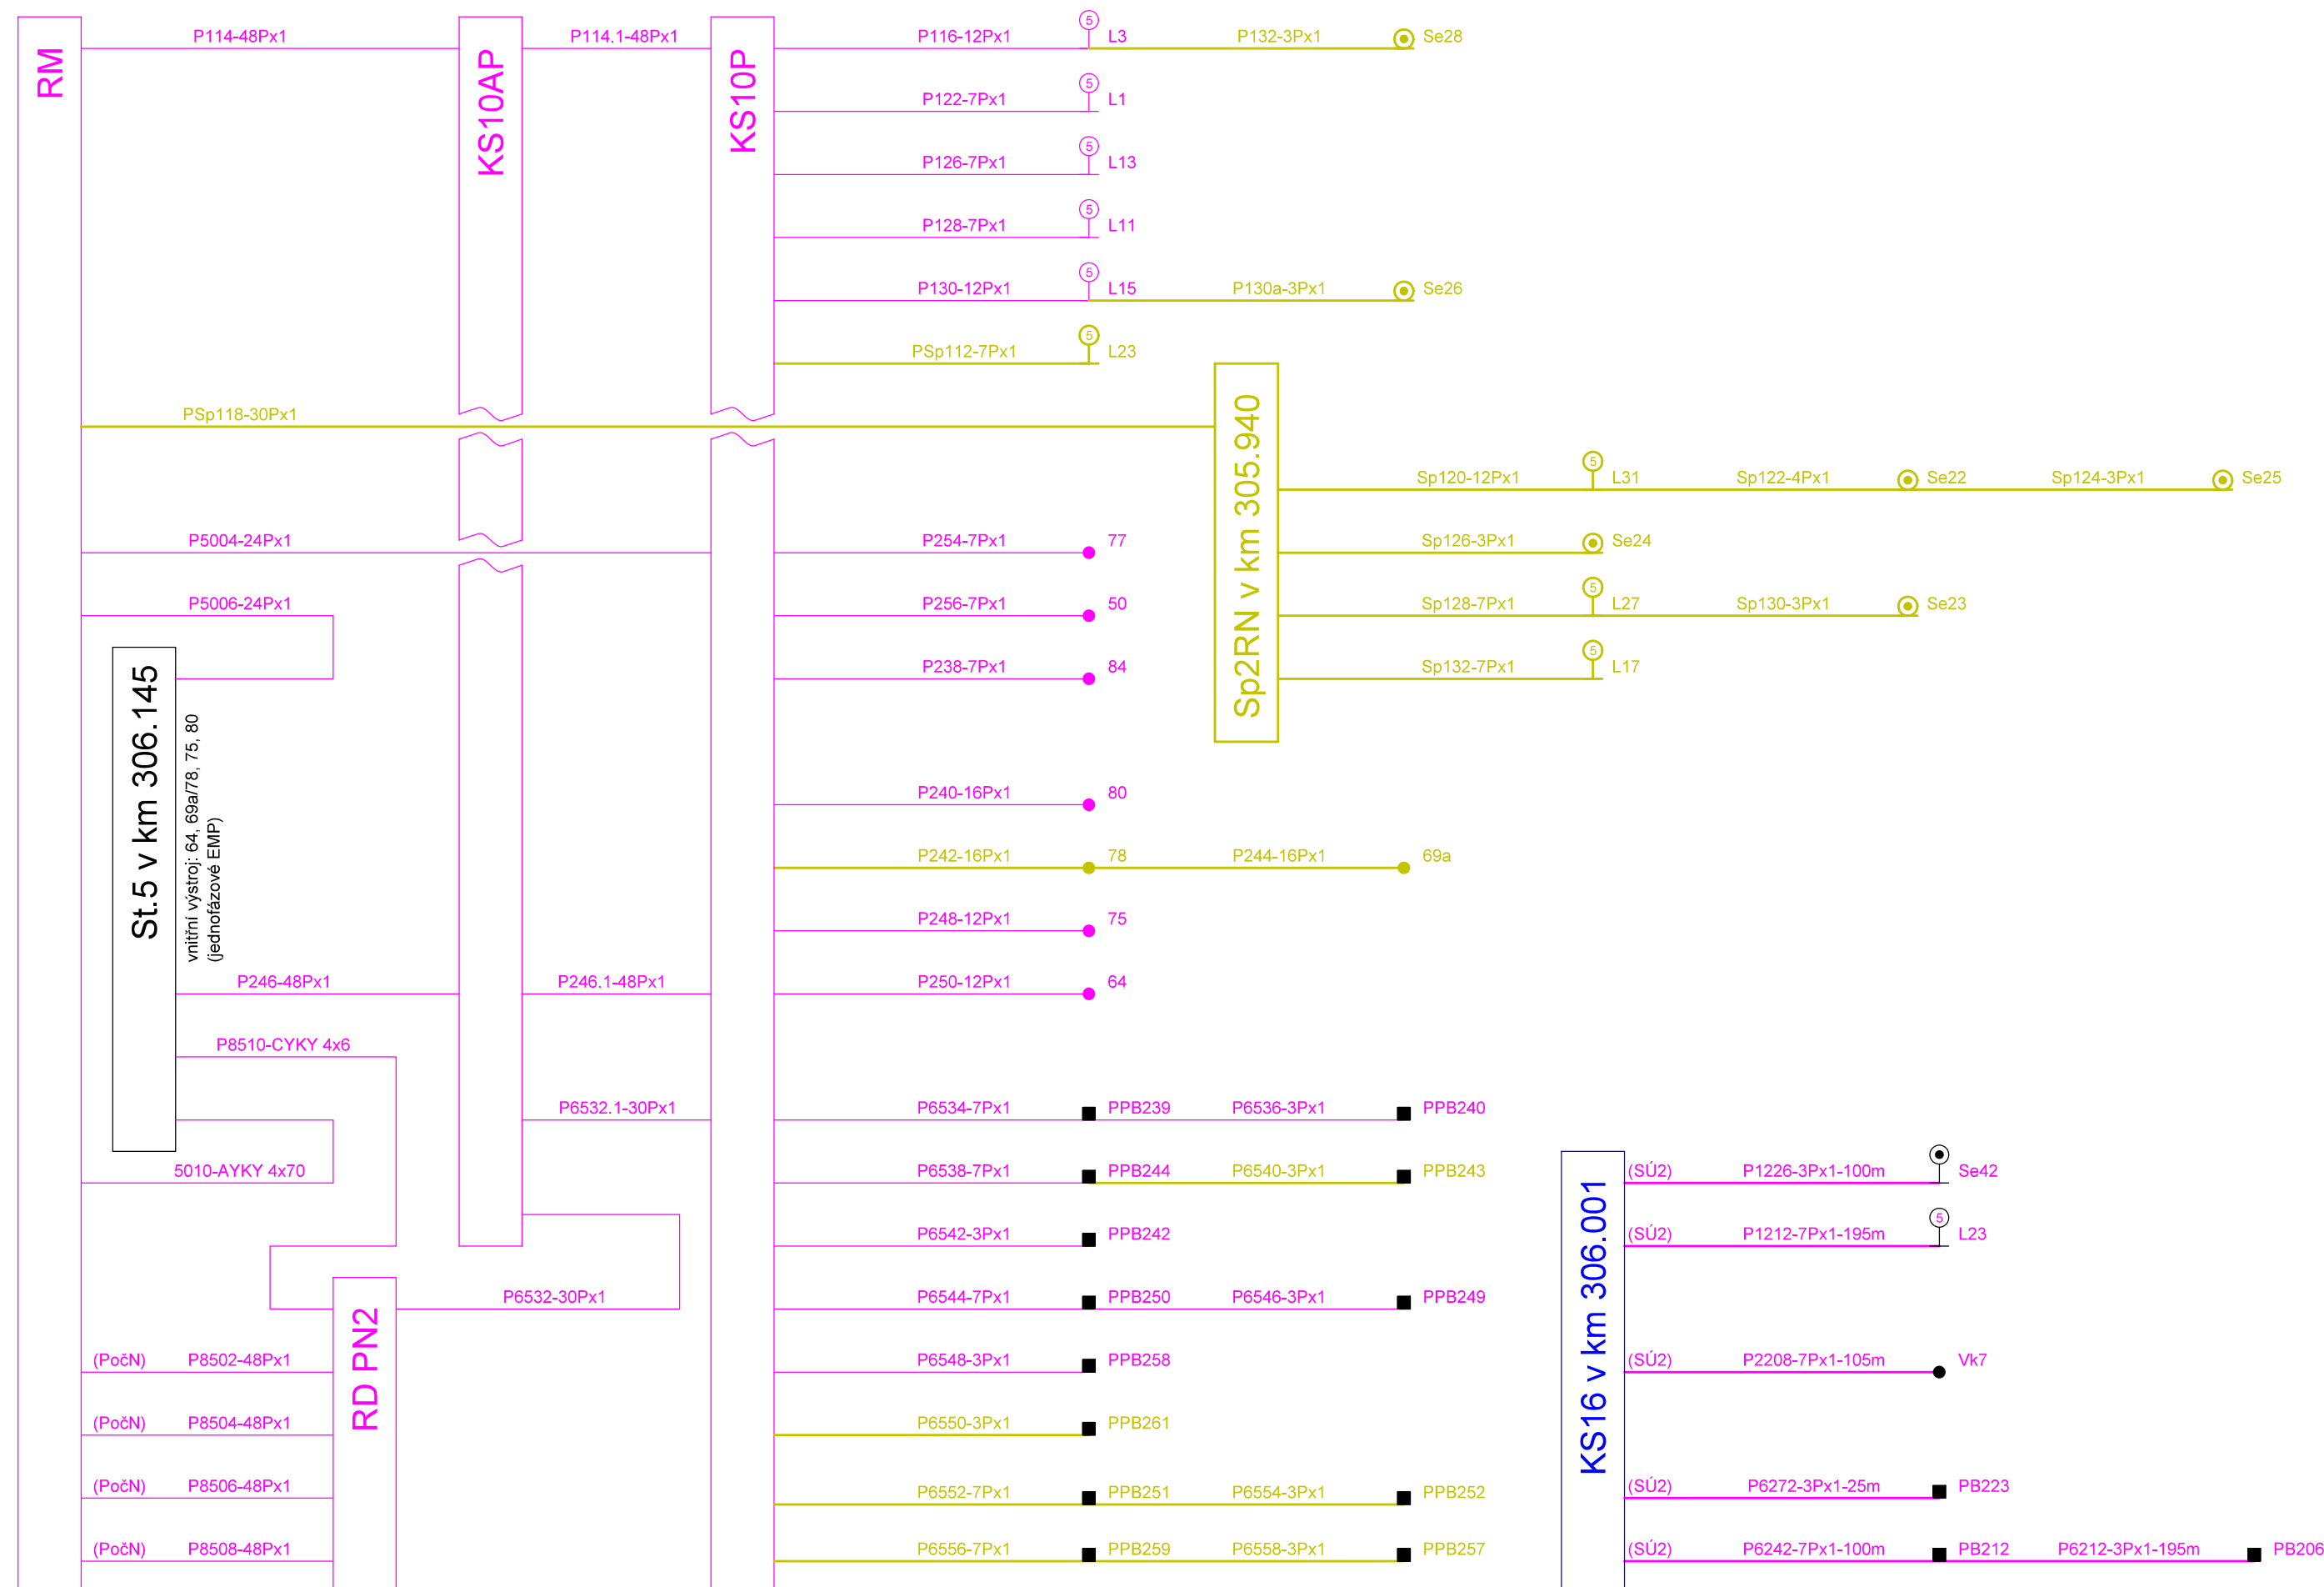 RM
KS10AP
KS10P
P114-48Px1
P114.1-48Px1
P116-12Px1
5
L3
P132-3Px1
Se28
P122-7Px1
5
L1
P126-7Px1
5
L13
P128-7Px1
5
L11
P130-12Px1
5
L15
P130a-3Px1
Se26
PSp112-7Px1
5
L23
PSp118-30Px1
Sp2RN v km 305.940
Sp120-12Px1
5
L31
Sp122-4Px1
Se22
Sp124-3Px1
Se25
P5004-24Px1
P254-7Px1
77
Sp126-3Px1
Se24
P5006-24Px1
P256-7Px1
50
Sp128-7Px1
5
L27
Sp130-3Px1
Se23
P238-7Px1
84
Sp132-7Px1
5
L17
St.5 v km 306.145
vnitřní výstroj: 64, 69a/78, 75, 80
(jednofázové EMP)
P240-16Px1
80
P242-16Px1
78
P244-16Px1
69a
P248-12Px1
75
P246-48Px1
P246.1-48Px1
P250-12Px1
64
P8510-CYKY 4x6
P6532.1-30Px1
P6534-7Px1
PPB239
P6536-3Px1
PPB240
5010-AYKY 4x70
P6538-7Px1
PPB244
P6540-3Px1
PPB243
KS16 v km 306.001
(SÚ2)
P1226-3Px1-100m
Se42
P6542-3Px1
PPB242
(SÚ2)
P1212-7Px1-195m
5
L23
RD PN2
P6532-30Px1
P6544-7Px1
PPB250
P6546-3Px1
PPB249
(PočN)
P8502-48Px1
P6548-3Px1
PPB258
(SÚ2)
P2208-7Px1-105m
Vk7
(PočN)
P8504-48Px1
P6550-3Px1
PPB261
(PočN)
P8506-48Px1
P6552-7Px1
PPB251
P6554-3Px1
PPB252
(SÚ2)
P6272-3Px1-25m
PB223
(PočN)
P8508-48Px1
P6556-7Px1
PPB259
P6558-3Px1
PPB257
(SÚ2)
P6242-7Px1-100m
PB212
P6212-3Px1-195m
PB206